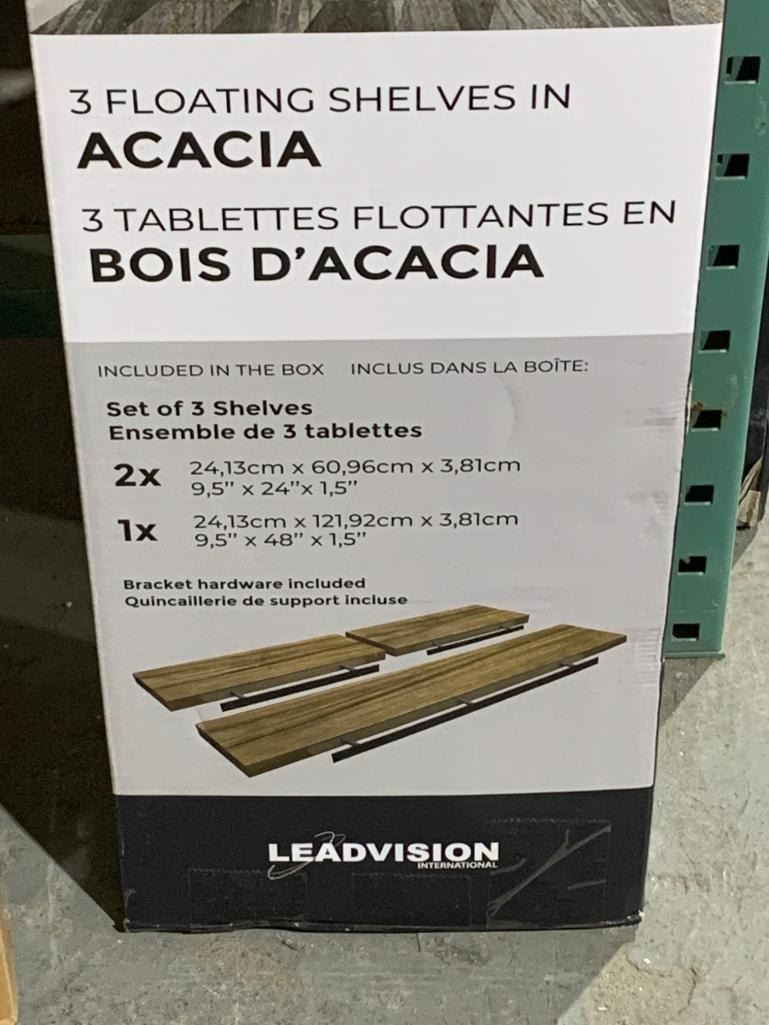 3 FLOATING SHELVES IN
ACACIA
3 TABLETTES FLOTTANTES EN
BOIS D'ACACIA
INCLUDED IN THE BOX INCLUS DANS LA BOÎTE:
Set of 3 Shelves
Ensemble de 3 tablettes
2x 24,13cm x 60,96cm x 3,81cm
9,5" x 24"x 1,5"
1x 24,13cm x 121,92cm x 3,81cm
9,5" x 48" x 1,5"
Bracket hardware included
Quincaillerie de support incluse
LEADVISION
INTERNATIONAL